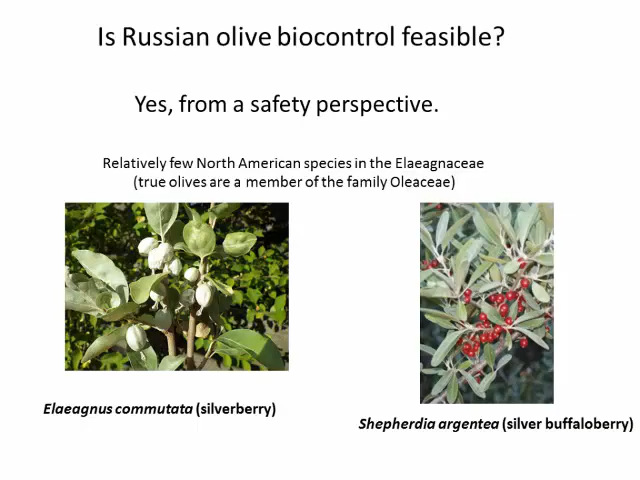 Is Russian olive biocontrol feasible?
Yes, from a safety perspective.
Relatively few North American species in the Elaeagnaceae
(true olives are a member of the family Oleaceae)
Elaeagnus commutata (silverberry)
Shepherdia argentea (silver buffaloberry)